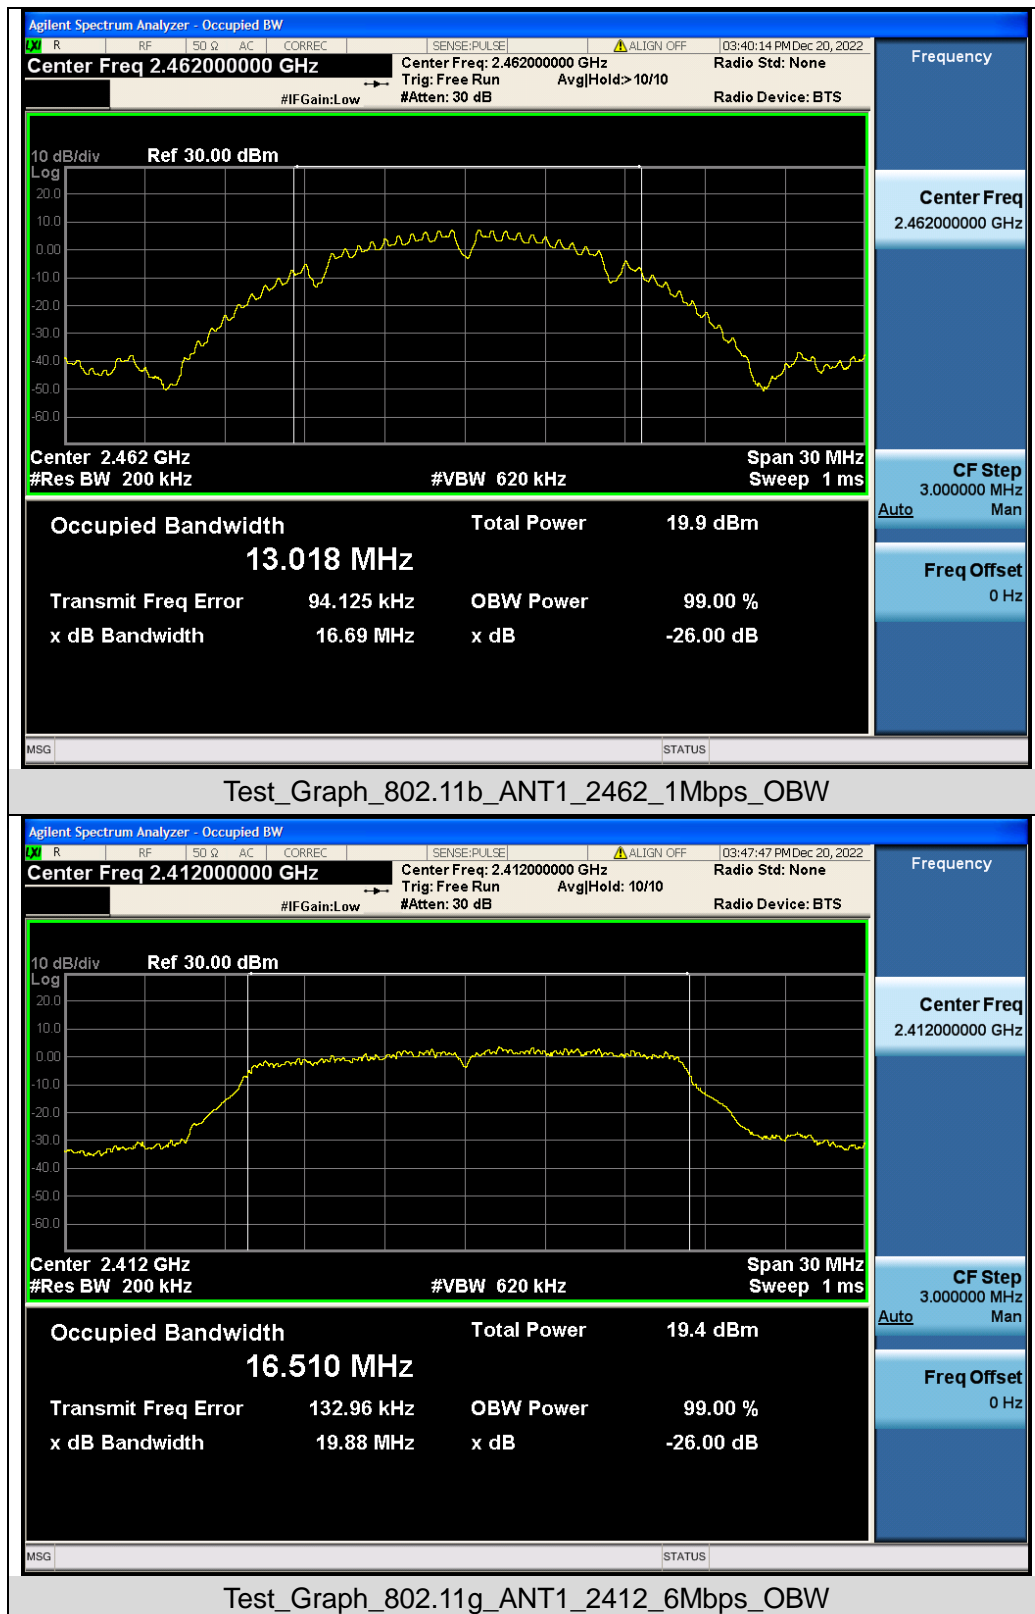 Agilent Spectrum Analyzer - Occupied BW
LXI R RF 50 Ω AC CORREC SENSE:PULSE ALIGN OFF 03:40:14 PM Dec 20, 2022
Center Freq 2.462000000 GHz
Center Freq: 2.462000000 GHz Radio Std: None
Trig: Free Run Avg|Hold:> 10/10
#IFGain:Low #Atten: 30 dB Radio Device: BTS
Frequency
10 dB/div Ref 30.00 dBm
Log
20.0
10.0
0.00
-10.0
-20.0
-30.0
-40.0
-50.0
-60.0
Center 2.462 GHz Span 30 MHz
#Res BW 200 kHz #VBW 620 kHz Sweep 1 ms
Center Freq
2.462000000 GHz
CF Step
3.000000 MHz
Auto Man
Freq Offset
0 Hz
Occupied Bandwidth Total Power 19.9 dBm
13.018 MHz
Transmit Freq Error 94.125 kHz OBW Power 99.00 %
x dB Bandwidth 16.69 MHz x dB -26.00 dB
MSG STATUS
Test_Graph_802.11b_ANT1_2462_1Mbps_OBW
Agilent Spectrum Analyzer - Occupied BW
LXI R RF 50 Ω AC CORREC SENSE:PULSE ALIGN OFF 03:47:47 PM Dec 20, 2022
Center Freq 2.412000000 GHz
Center Freq: 2.412000000 GHz Radio Std: None
Trig: Free Run Avg|Hold: 10/10
#IFGain:Low #Atten: 30 dB Radio Device: BTS
Frequency
10 dB/div Ref 30.00 dBm
Log
20.0
10.0
0.00
-10.0
-20.0
-30.0
-40.0
-50.0
-60.0
Center 2.412 GHz Span 30 MHz
#Res BW 200 kHz #VBW 620 kHz Sweep 1 ms
Center Freq
2.412000000 GHz
CF Step
3.000000 MHz
Auto Man
Freq Offset
0 Hz
Occupied Bandwidth Total Power 19.4 dBm
16.510 MHz
Transmit Freq Error 132.96 kHz OBW Power 99.00 %
x dB Bandwidth 19.88 MHz x dB -26.00 dB
MSG STATUS
Test_Graph_802.11g_ANT1_2412_6Mbps_OBW